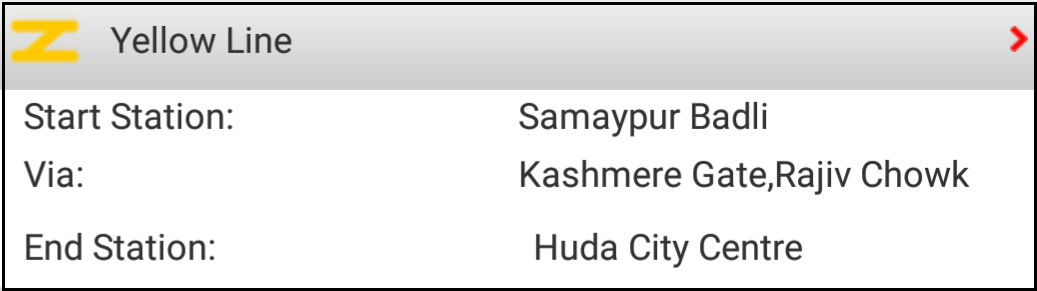 Yellow Line
Start Station: Samaypur Badli
Via: Kashmere Gate,Rajiv Chowk
End Station: Huda City Centre